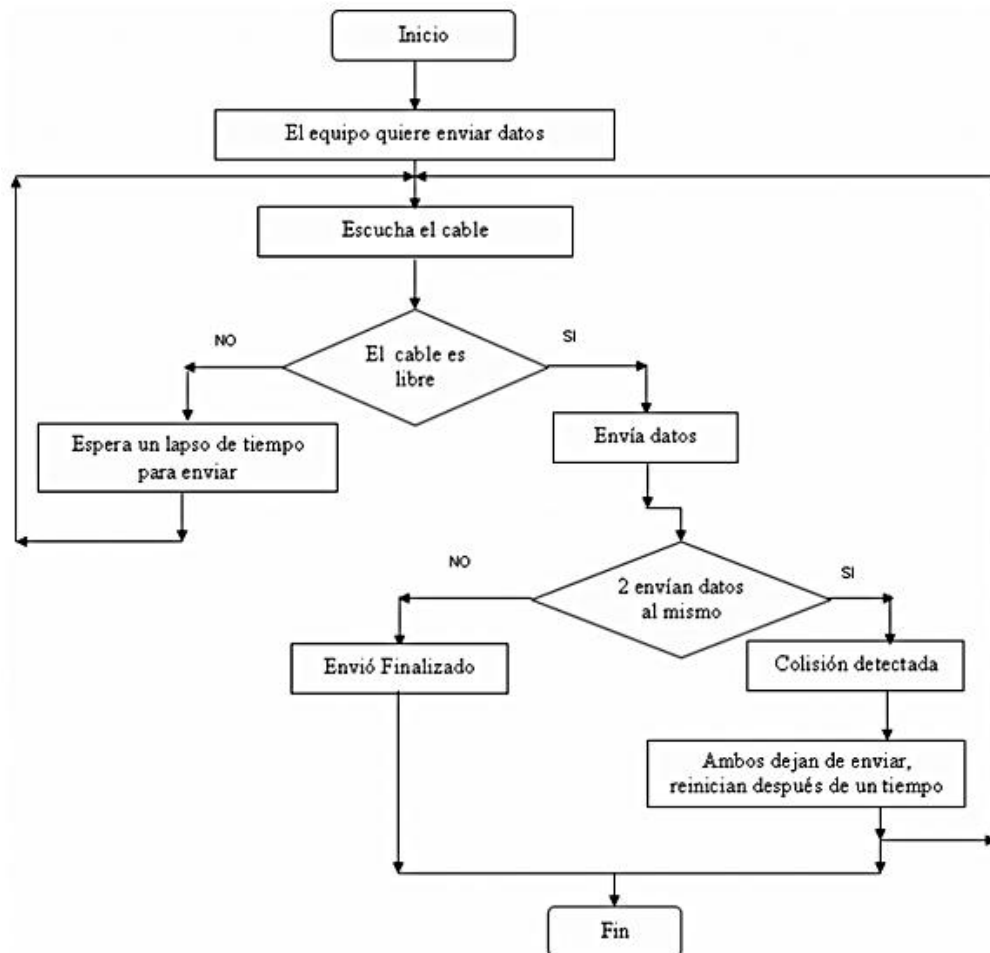 Inicio
El equipo quiere enviar datos
Escucha el cable
NO
SI
El cable es
libre
Espera un lapso de tiempo
para enviar
Envía datos
NO
SI
2 envían datos
al mismo
Envió Finalizado
Colisión detectada
Ambos dejan de enviar,
reinician después de un tiempo
Fin